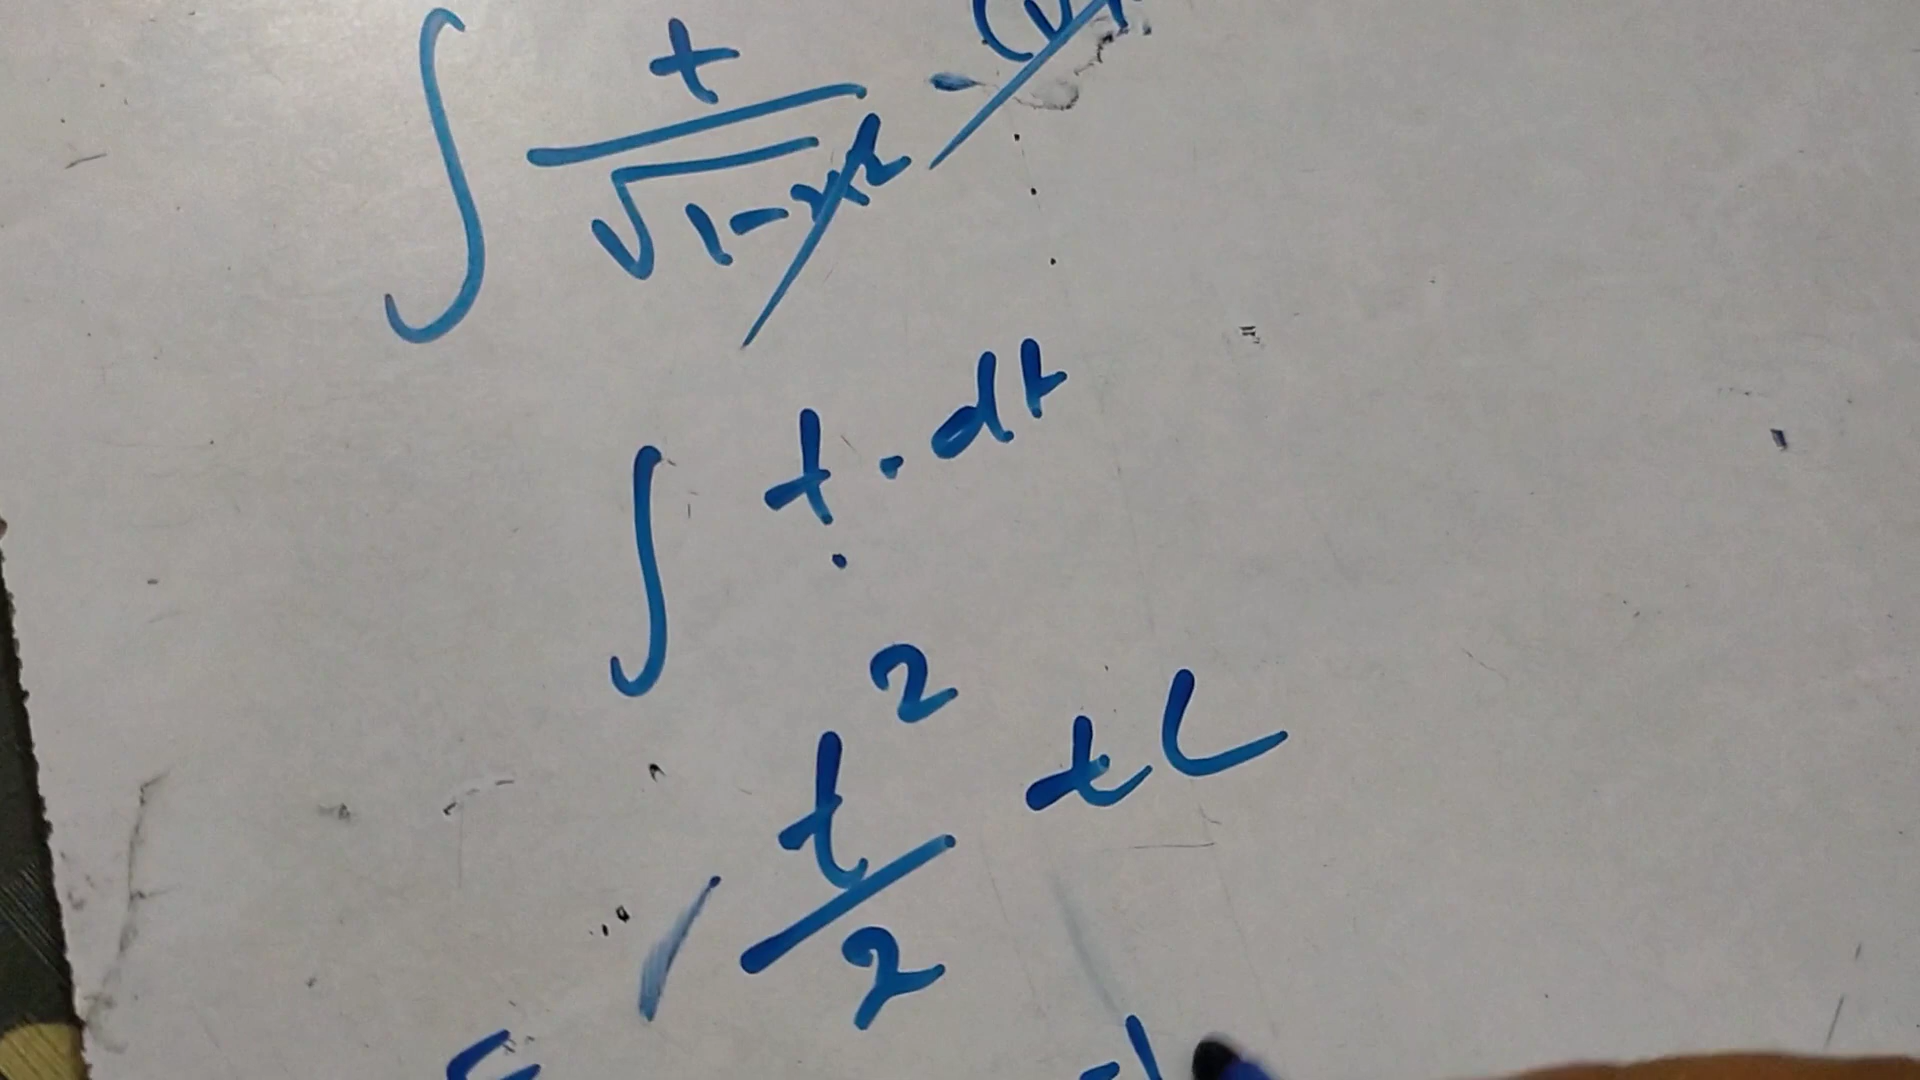 ∫ t / √1-x²
∫ t . dt
t² / 2 + C